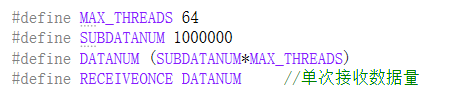 #define MAX_THREADS 64
#define SUBDATANUM 1000000
#define DATANUM (SUBDATANUM*MAX_THREADS)
#define RECEIVEONCE DATANUM //单次接收数据量